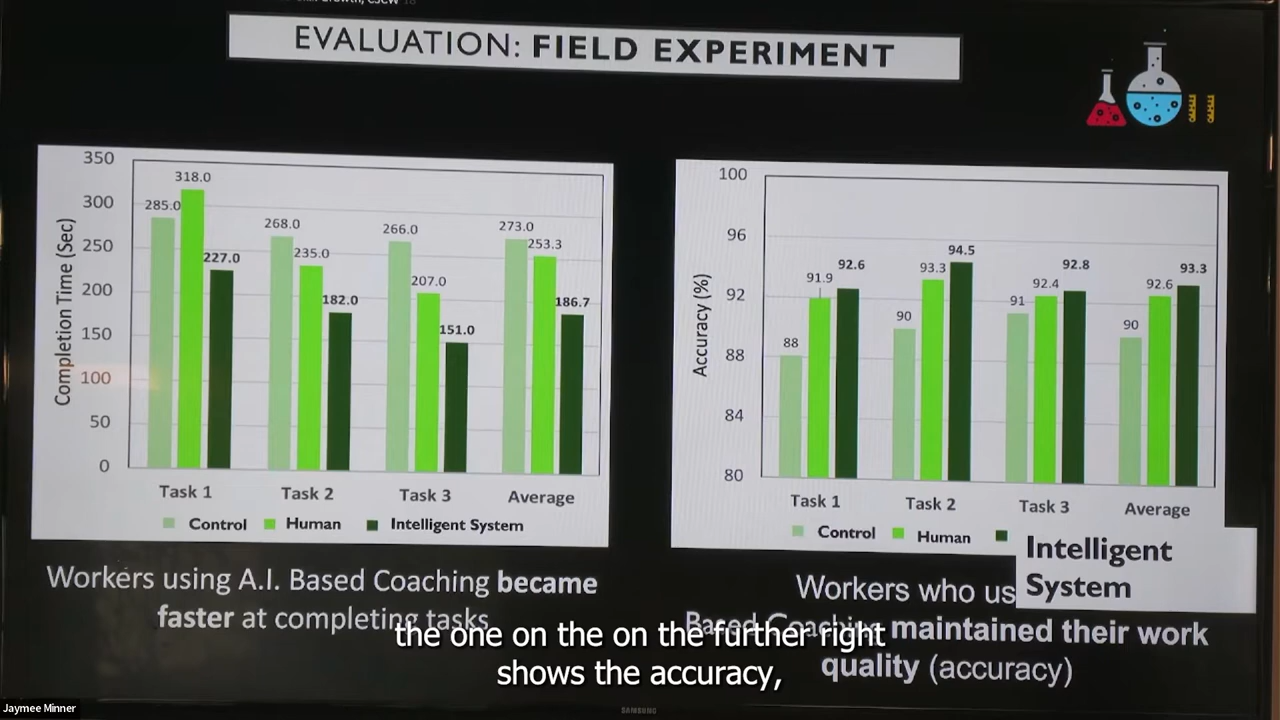 Growth, CSCW 18
EVALUATION: FIELD EXPERIMENT
350
300
250
200
150
100
50
0
Completion Time (Sec)
285.0 318.0 227.0
268.0 235.0 182.0
266.0 207.0 151.0
273.0 253.3 186.7
Task 1 Task 2 Task 3 Average
Control Human Intelligent System
100
96
92
88
84
80
Accuracy (%)
88 91.9 92.6
90 93.3 94.5
91 92.4 92.8
90 92.6 93.3
Task 1 Task 2 Task 3 Average
Control Human
Intelligent
System
Workers using A.I. Based Coaching became
faster at completing tasks
Workers who us
Based Coaching maintained their work
quality (accuracy)
the one on the on the further right
shows the accuracy,
Jaymee Minner
SAMSUNG